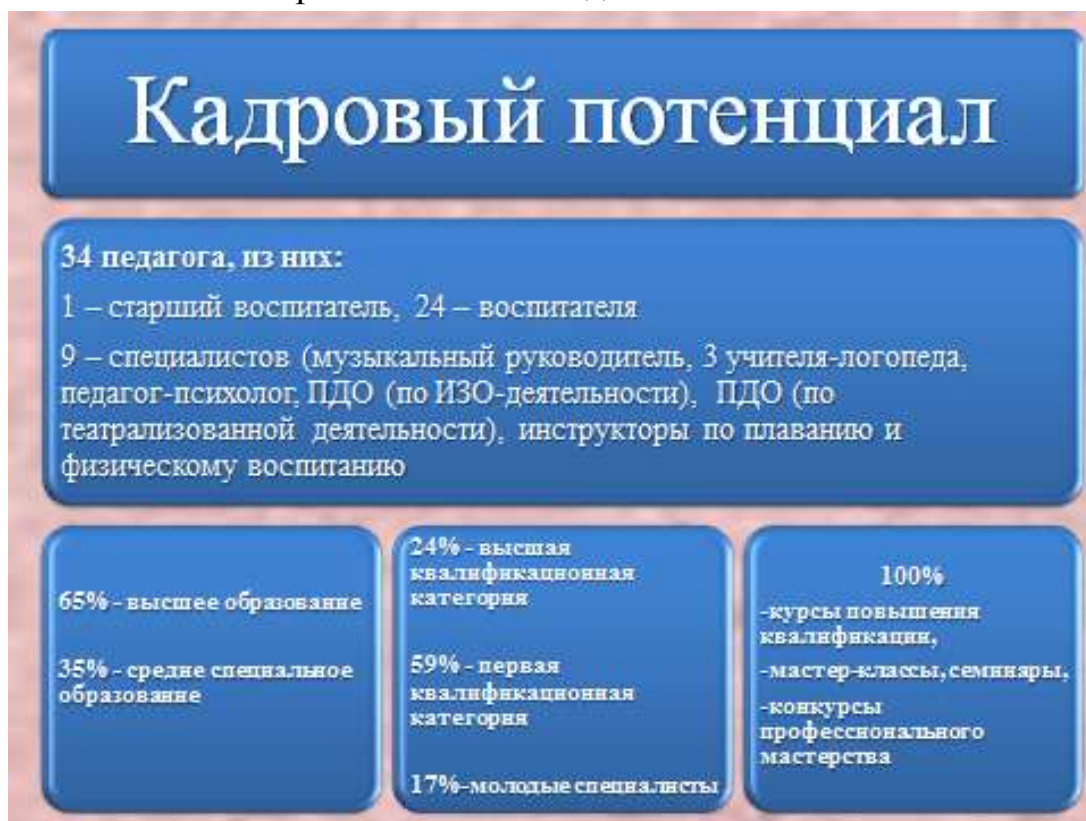 Кадровый потенциал
34 педагога, из них:
1 – старший воспитатель, 24 – воспитателя
9 – специалистов (музыкальный руководитель, 3 учителя-логопеда,
педагог-психолог, ПДО (по ИЗО-деятельности), ПДО (по
театрализованной деятельности), инструкторы по плаванию и
физическому воспитанию
65% - высшее образование
35% - средне специальное
образование
24% - высшая
квалификационная
категория
59% - первая
квалификационная
категория
17%-молодые специалисты
100%
-курсы повышения
квалификации,
-мастер-классы, семинары,
-конкурсы
профессионального
мастерства